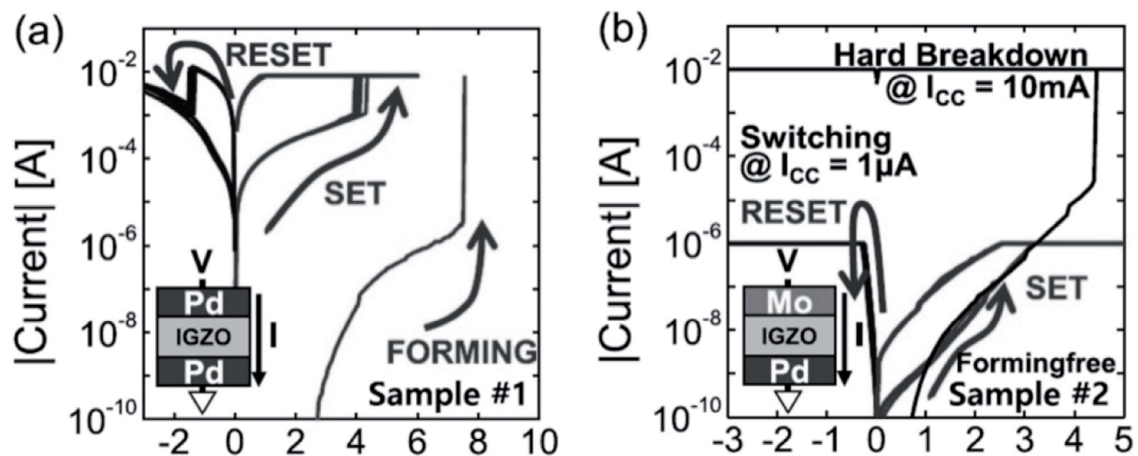 (a)
|Current| [A]
10⁻²
10⁻⁴
10⁻⁶
10⁻⁸
10⁻¹⁰
RESET
SET
FORMING
V
Pd
IGZO
Pd
I
Sample #1
-2 0 2 4 6 8 10
(b)
|Current| [A]
10⁻²
10⁻⁴
10⁻⁶
10⁻⁸
10⁻¹⁰
Hard Breakdown
@ I_CC = 10mA
Switching
@ I_CC = 1μA
RESET
SET
V
Mo
IGZO
Pd
I
Formingfree
Sample #2
-3 -2 -1 0 1 2 3 4 5